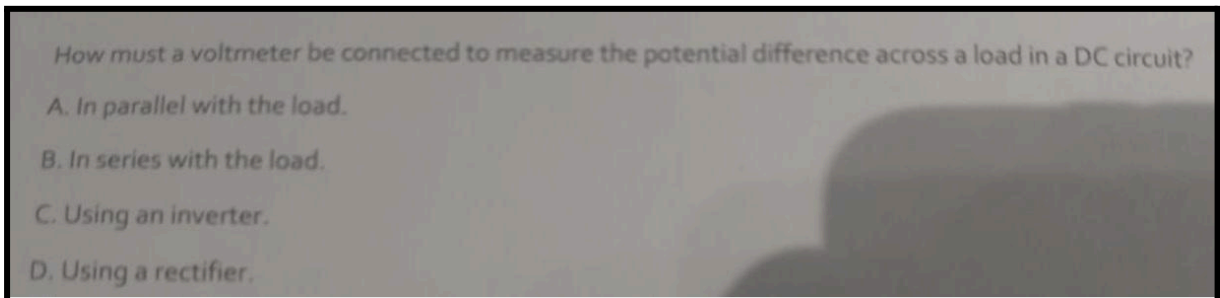 How must a voltmeter be connected to measure the potential difference across a load in a DC circuit?
A. In parallel with the load.
B. In series with the load.
C. Using an inverter.
D. Using a rectifier.